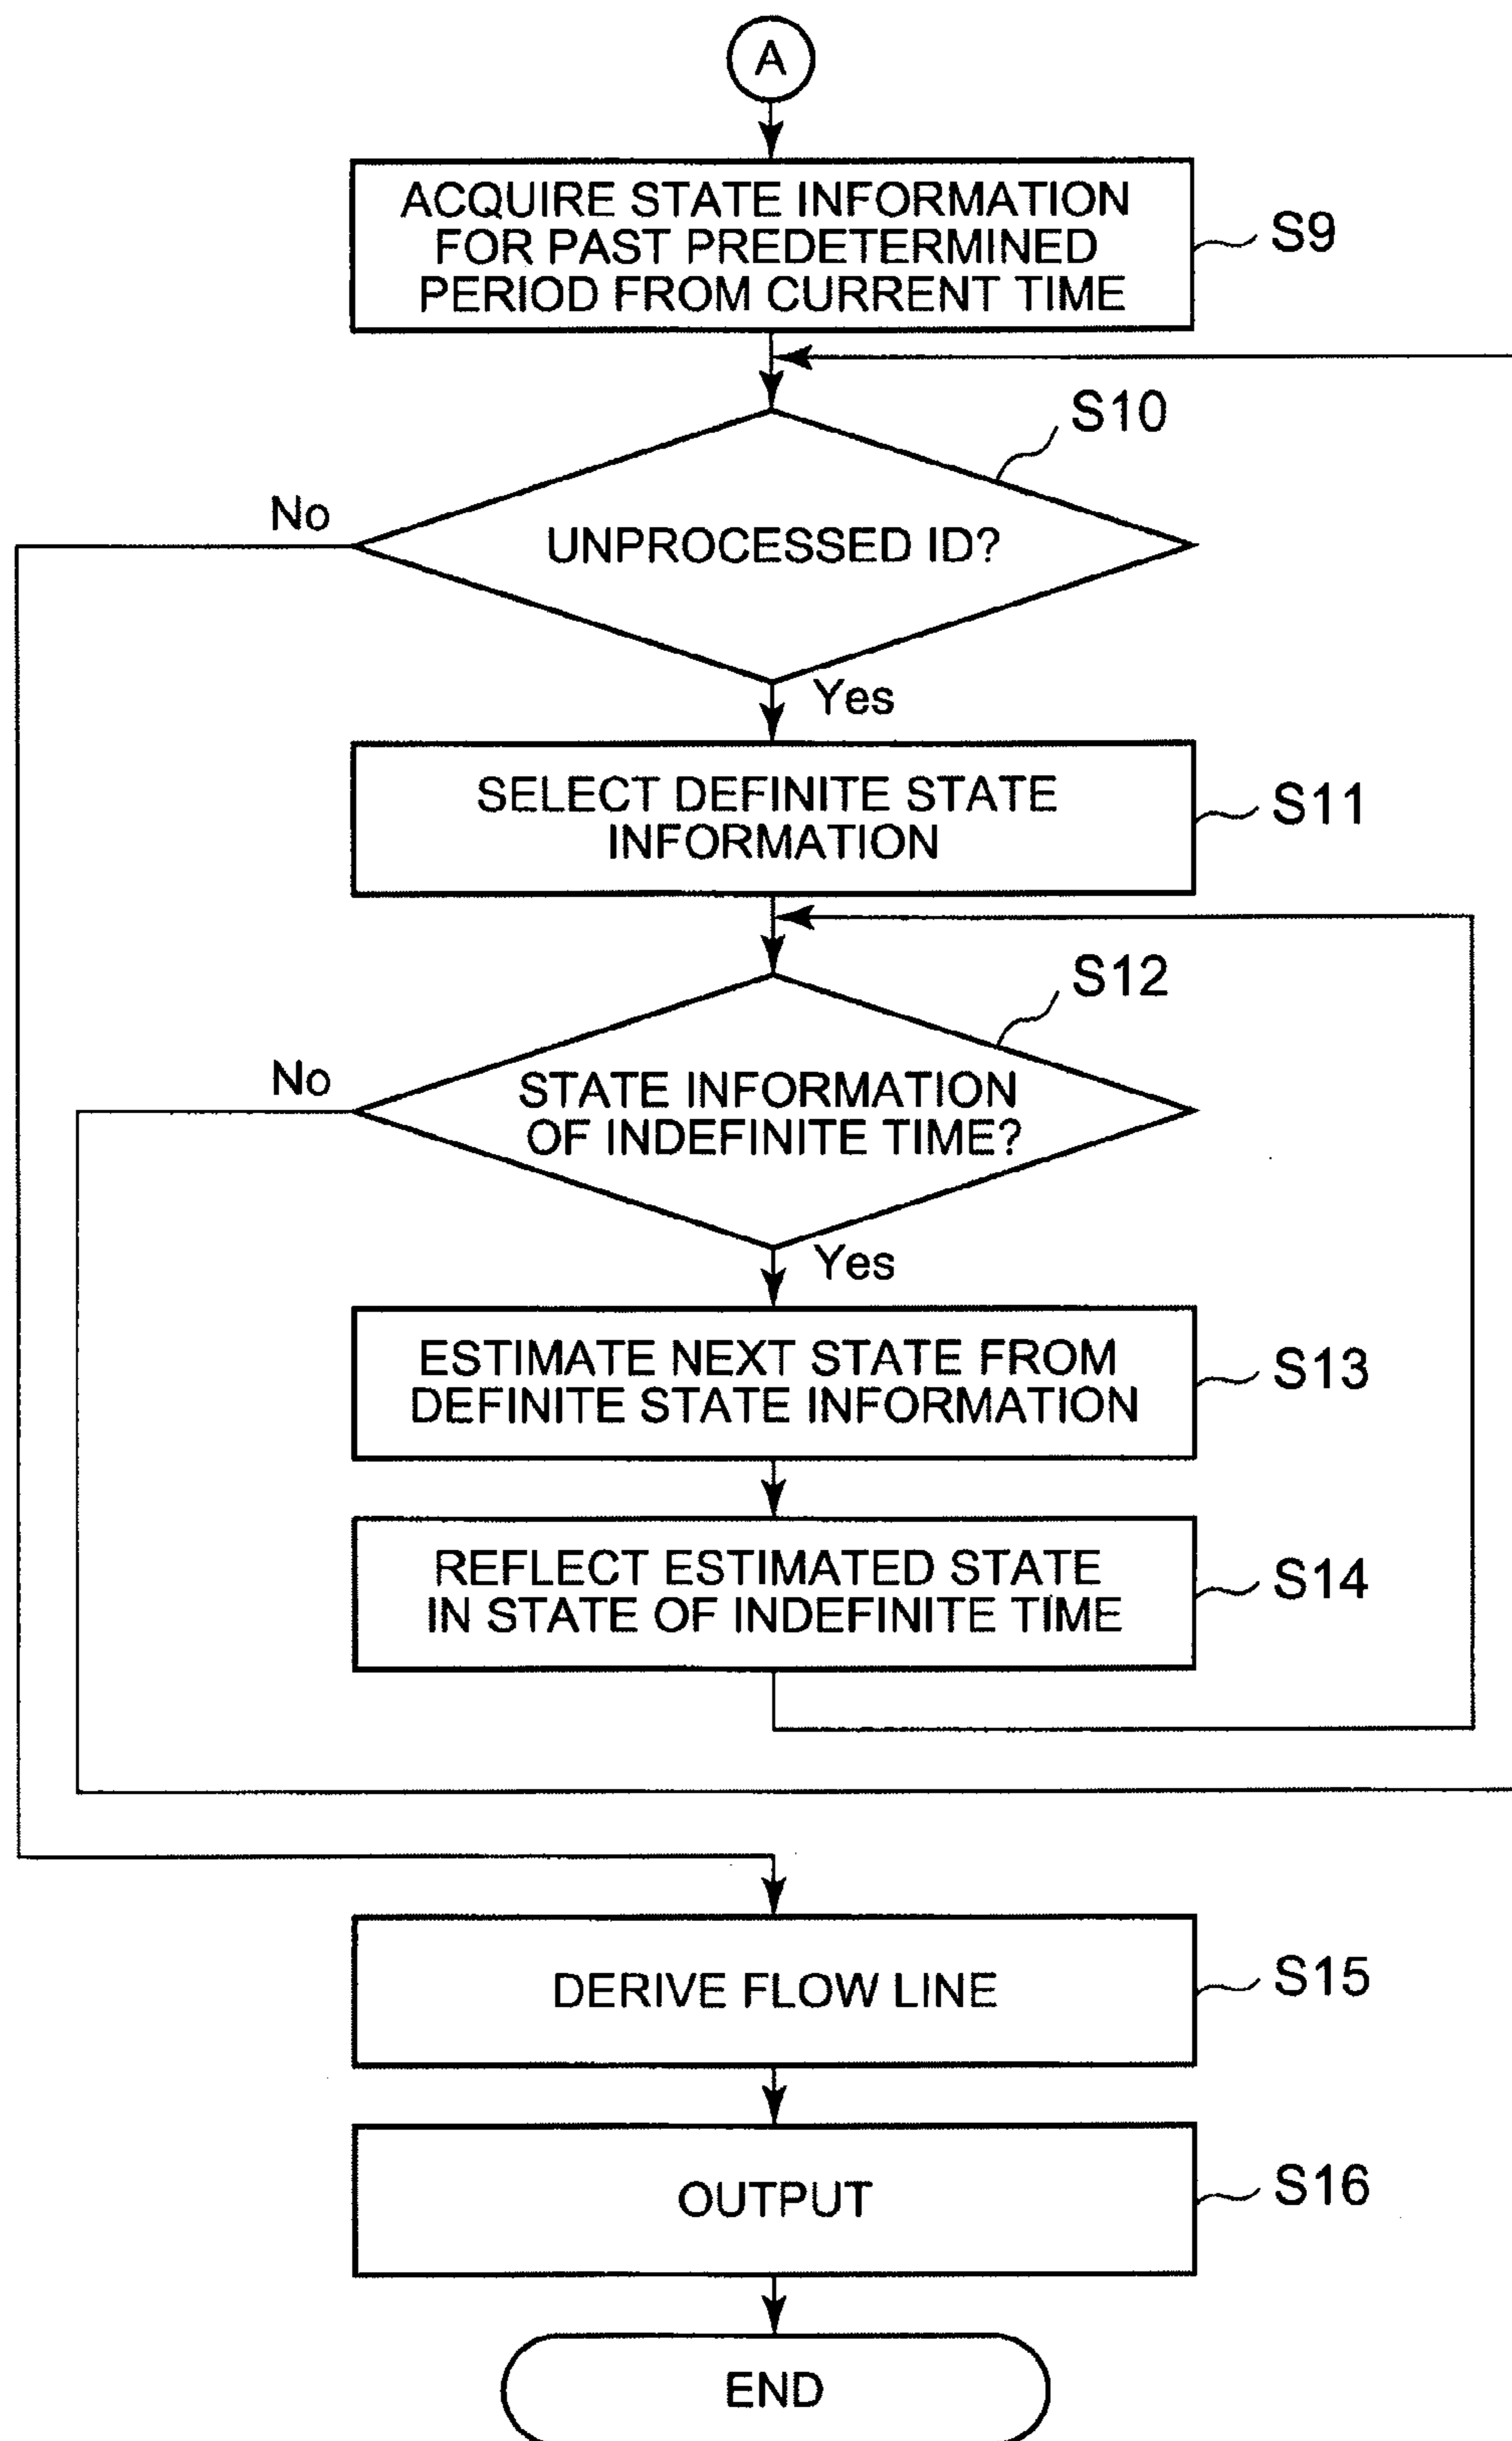 A
ACQUIRE STATE INFORMATION
FOR PAST PREDETERMINED
PERIOD FROM CURRENT TIME
S9
S10
No
UNPROCESSED ID?
Yes
SELECT DEFINITE STATE
INFORMATION
S11
S12
No
STATE INFORMATION
OF INDEFINITE TIME?
Yes
ESTIMATE NEXT STATE FROM
DEFINITE STATE INFORMATION
S13
REFLECT ESTIMATED STATE
IN STATE OF INDEFINITE TIME
S14
DERIVE FLOW LINE
S15
OUTPUT
S16
END